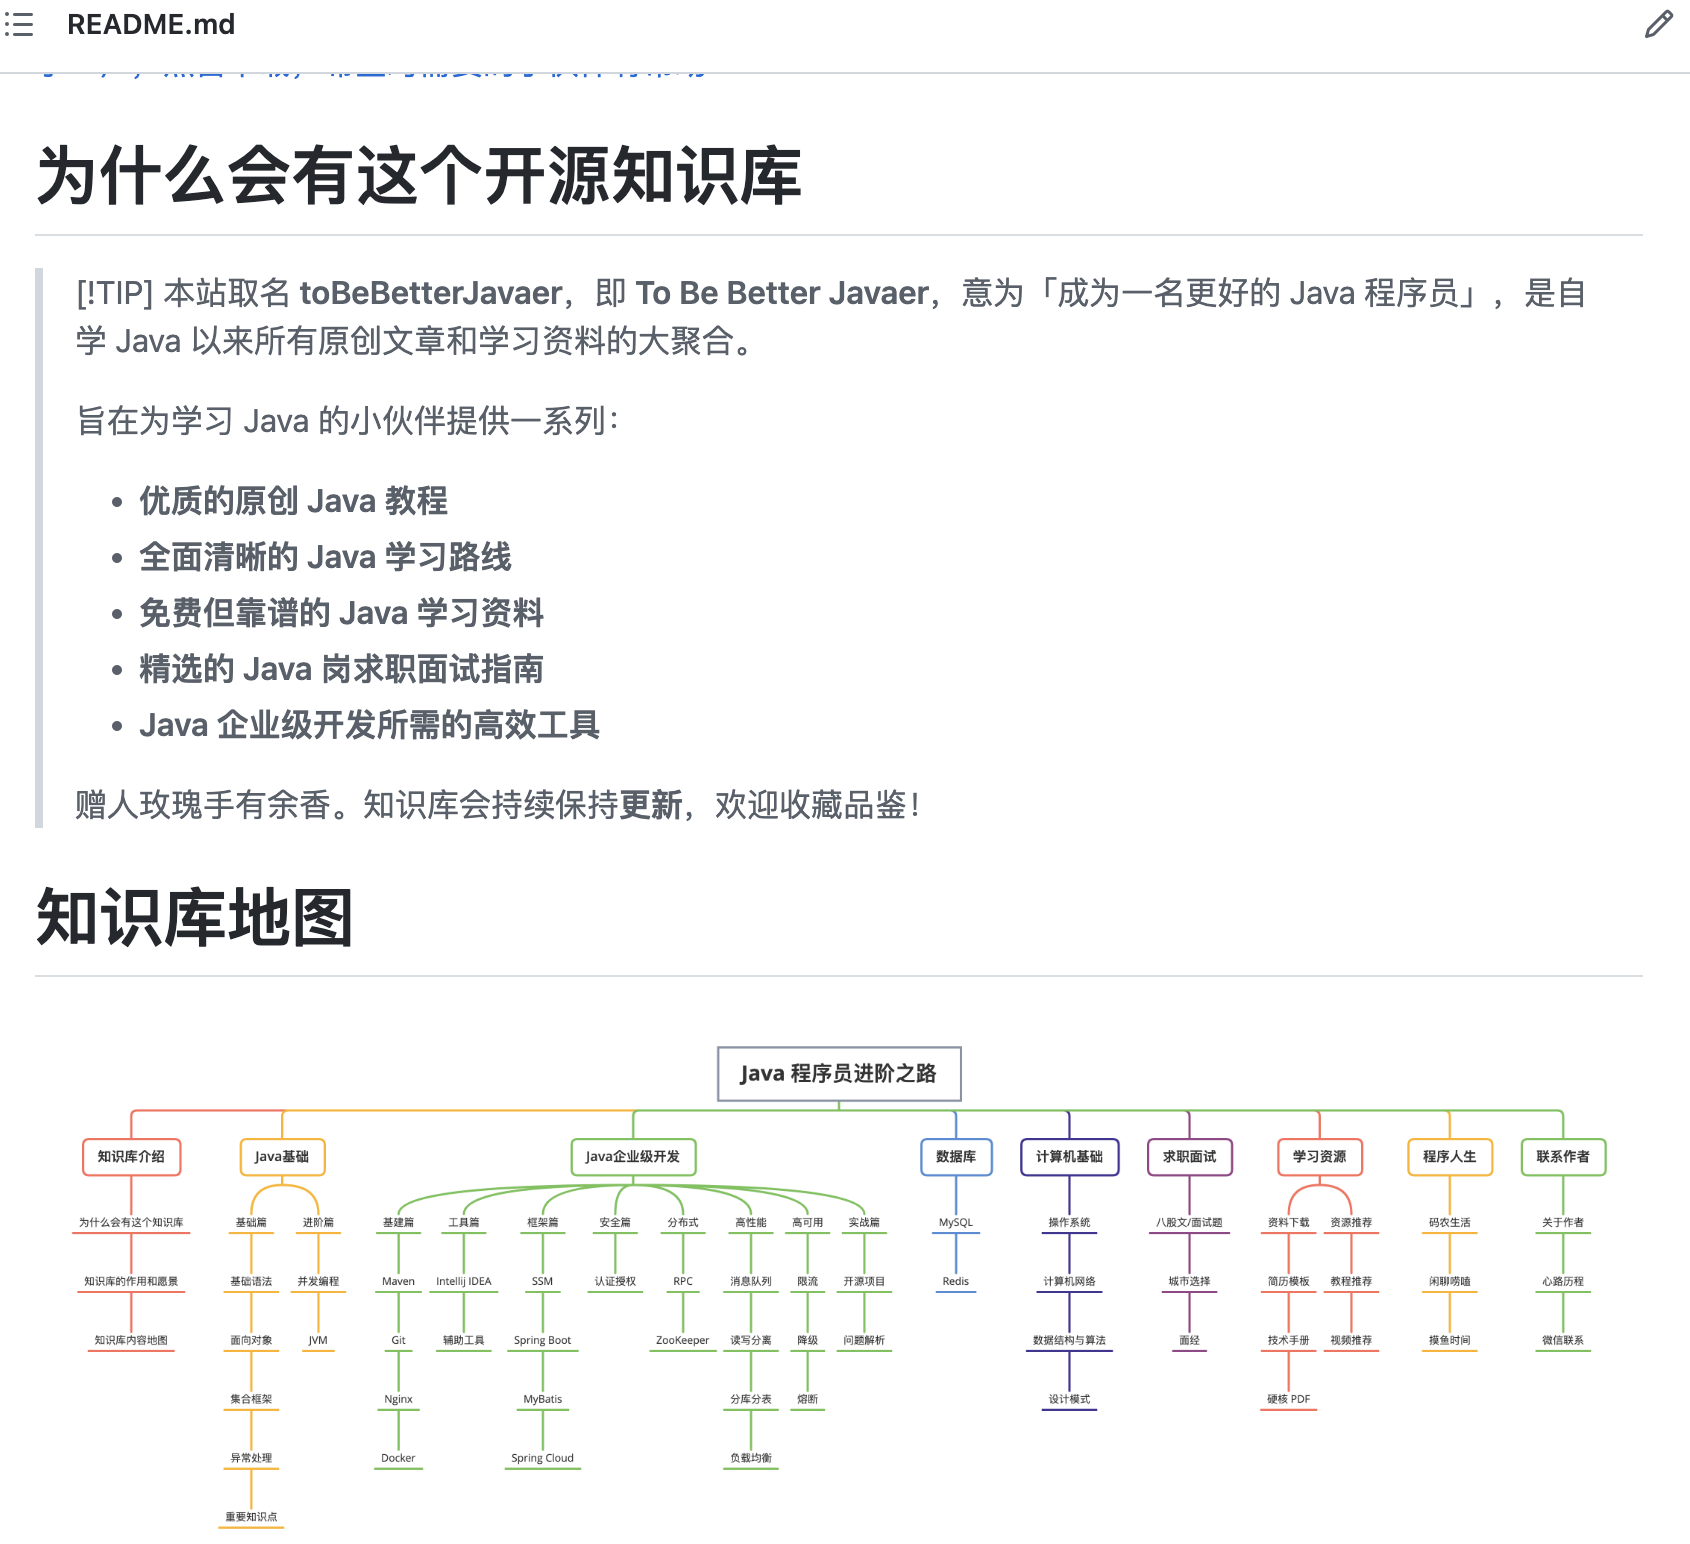 README.md
为什么会有这个开源知识库
[!TIP] 本站取名 toBeBetterJavaer，即 To Be Better Javaer，意为「成为一名更好的 Java 程序员」，是自
学 Java 以来所有原创文章和学习资料的大聚合。
旨在为学习 Java 的小伙伴提供一系列：
• 优质的原创 Java 教程
• 全面清晰的 Java 学习路线
• 免费但靠谱的 Java 学习资料
• 精选的 Java 岗求职面试指南
• Java 企业级开发所需的高效工具
赠人玫瑰手有余香。知识库会持续保持更新，欢迎收藏品鉴！
知识库地图
Java 程序员进阶之路
知识库介绍 Java基础 Java企业级开发 数据库 计算机基础 求职面试 学习资源 程序人生 联系作者
为什么会有这个知识库 基础篇 进阶篇 基建篇 工具篇 框架篇 安全篇 分布式 高性能 高可用 实战篇 MySQL 操作系统 八股文/面试题 资料下载 资源推荐 码农生活 关于作者
知识库的作用和愿景 基础语法 并发编程 Maven Intellij IDEA SSM 认证授权 RPC 消息队列 限流 开源项目 Redis 计算机网络 城市选择 简历模板 教程推荐 闲聊唠嗑 心路历程
知识库内容地图 面向对象 JVM Git 辅助工具 Spring Boot ZooKeeper 读写分离 降级 问题解析 数据结构与算法 面经 技术手册 视频推荐 摸鱼时间 微信联系
集合框架 Nginx MyBatis 分库分表 熔断 设计模式 硬核 PDF
异常处理 Docker Spring Cloud 负载均衡
重要知识点